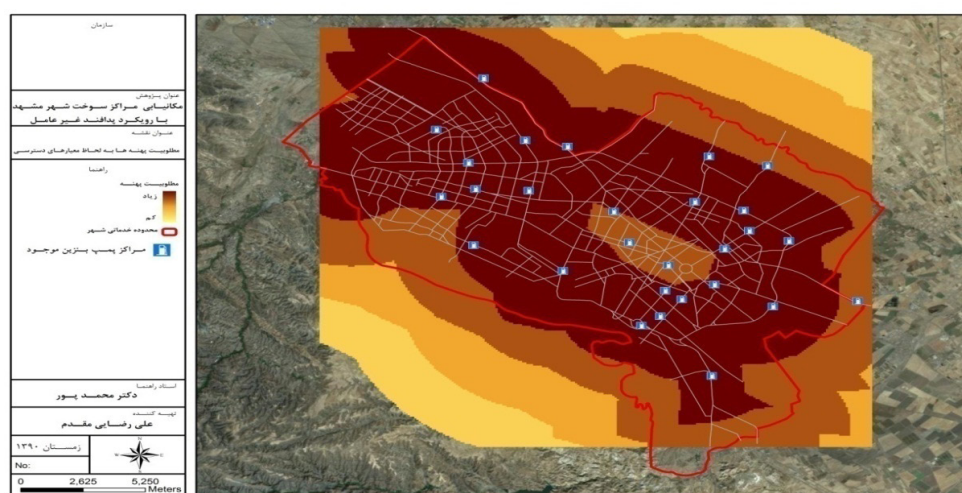 سازمان
عنوان پژوهش
مکانیابی مراکز سوخت شهر مشهد
با رویکرد پدافند غیر عامل
عنوان نقشه
مطلوبیت پهنه ها به لحاظ معیارهای دسترسی
راهنما
مطلوبیت پهنه
زیاد
کم
محدوده خدماتی شهر
مراکز پمپ بنزین موجود
استاد راهنما
دکتر محمد پور
تهیه کننده
علی رضایی مقدم
زمستان ۱۳۹۰
No:
0 2,625 5,250
Meters